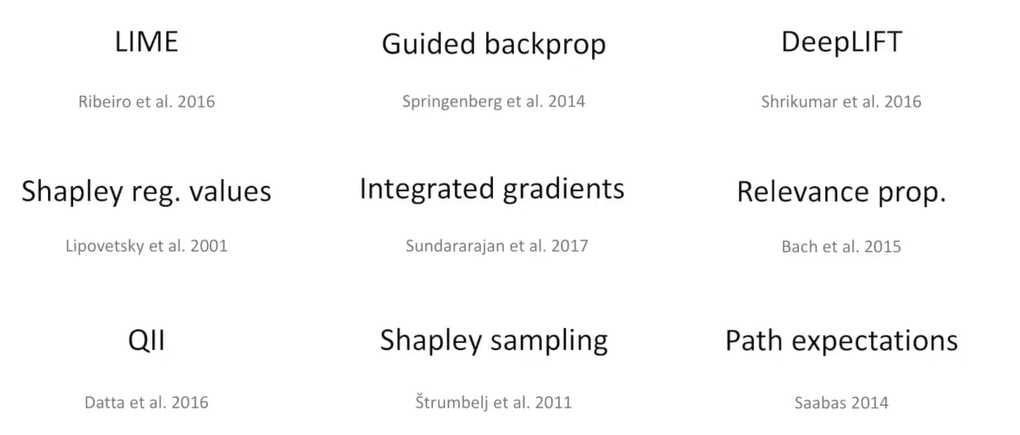 LIME
Guided backprop
DeepLIFT
Ribeiro et al. 2016
Springenberg et al. 2014
Shrikumar et al. 2016
Shapley reg. values
Integrated gradients
Relevance prop.
Lipovetsky et al. 2001
Sundararajan et al. 2017
Bach et al. 2015
QII
Shapley sampling
Path expectations
Datta et al. 2016
Štrumbelj et al. 2011
Saabas 2014